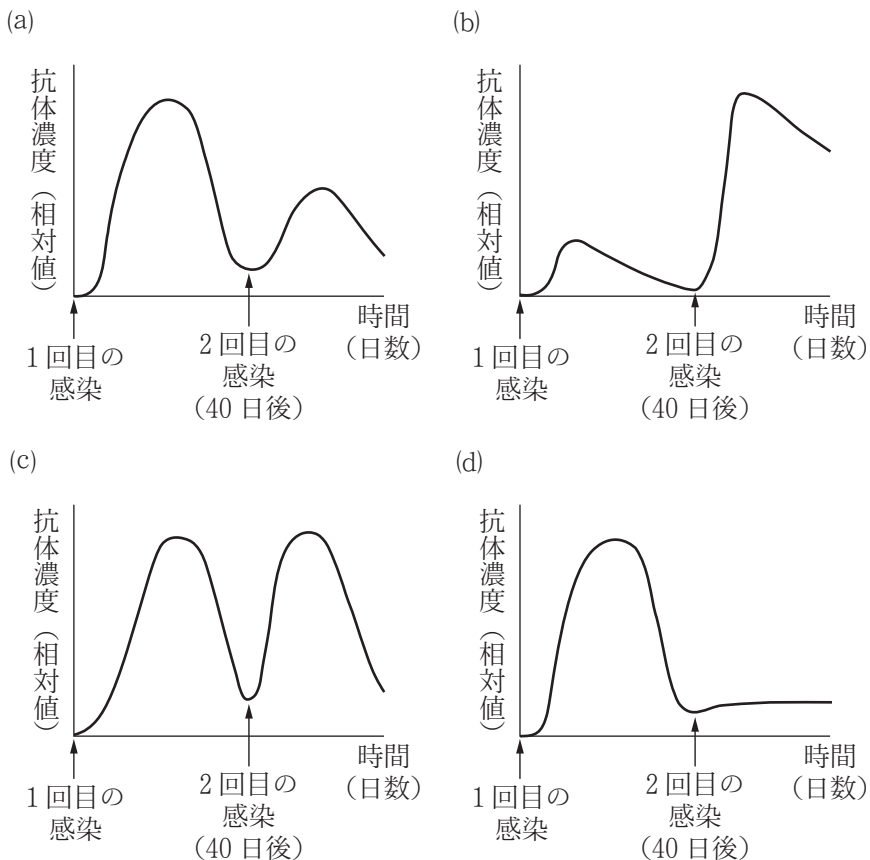 (a)
抗体濃度（相対値）
時間
（日数）
1回目の
感染
2回目の
感染
（40日後）
(b)
抗体濃度（相対値）
時間
（日数）
1回目の
感染
2回目の
感染
（40日後）
(c)
抗体濃度（相対値）
時間
（日数）
1回目の
感染
2回目の
感染
（40日後）
(d)
抗体濃度（相対値）
時間
（日数）
1回目の
感染
2回目の
感染
（40日後）